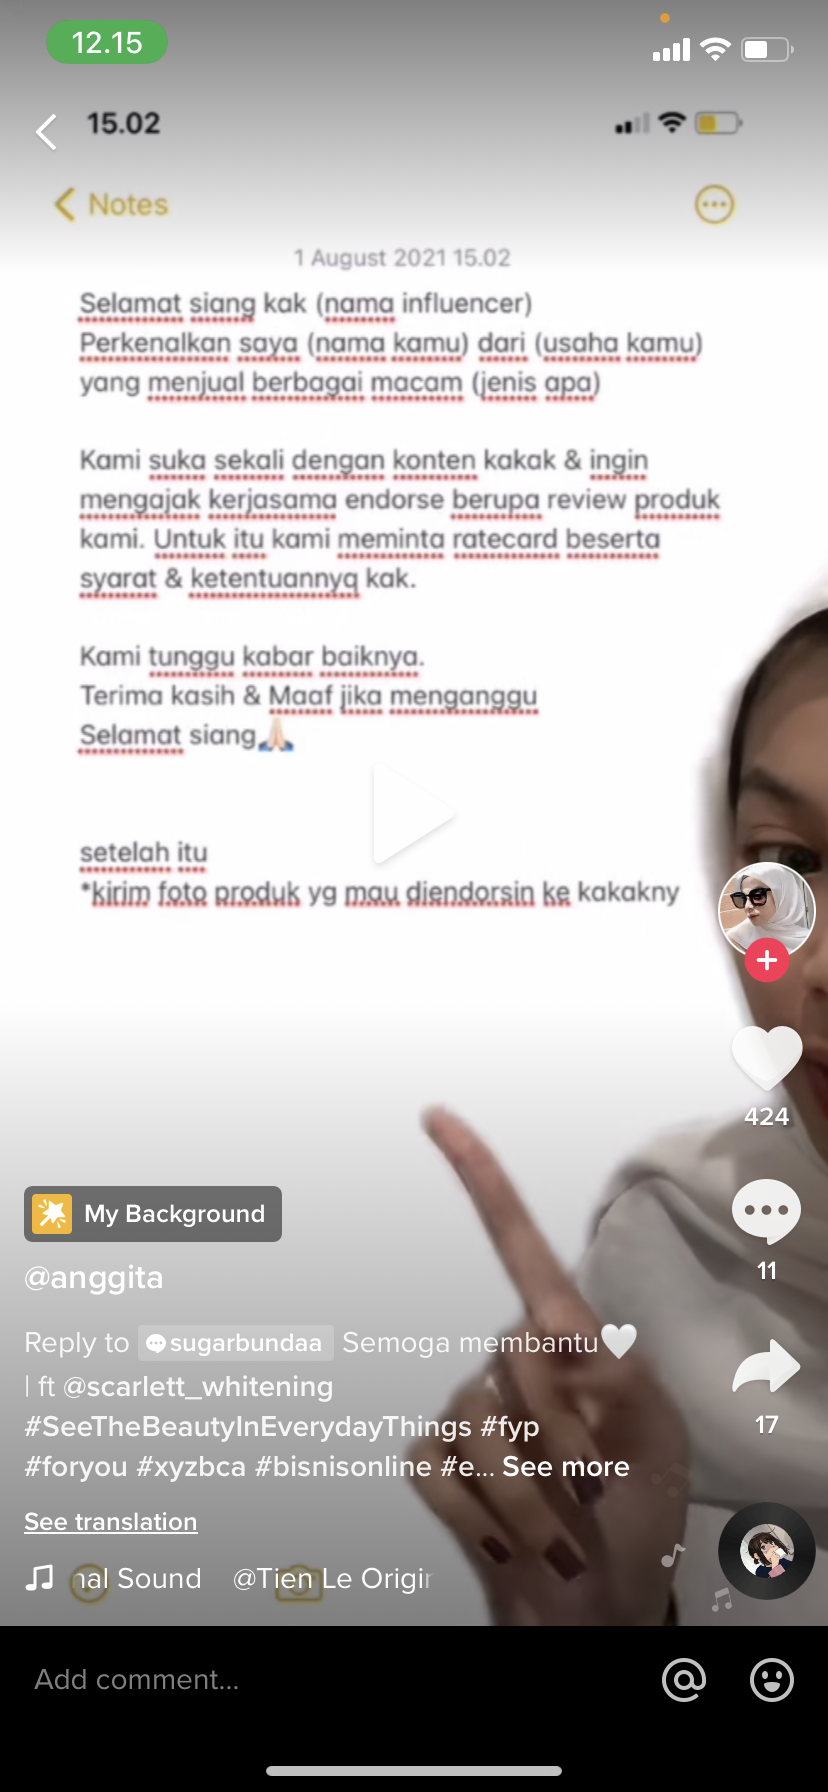 12.15
15.02
Notes
1 August 2021 15.02
Selamat siang kak (nama influencer)
Perkenalkan saya (nama kamu) dari (usaha kamu)
yang menjual berbagai macam (jenis apa)
Kami suka sekali dengan konten kakak & ingin
mengajak kerjasama endorse berupa review produk
kami. Untuk itu kami meminta ratecard beserta
syarat & ketentuannyq kak.
Kami tunggu kabar baiknya.
Terima kasih & Maaf jika menganggu
Selamat siang🙏🏻
setelah itu
*kirim foto produk yg mau diendorsin ke kakakny
424
My Background
11
@anggita
Reply to sugarbundaa Semoga membantu🤍
| ft @scarlett_whitening
#SeeTheBeautyInEverydayThings #fyp
17
#foryou #xyzbca #bisnisonline #e... See more
See translation
nal Sound @Tien Le Origin
Add comment...